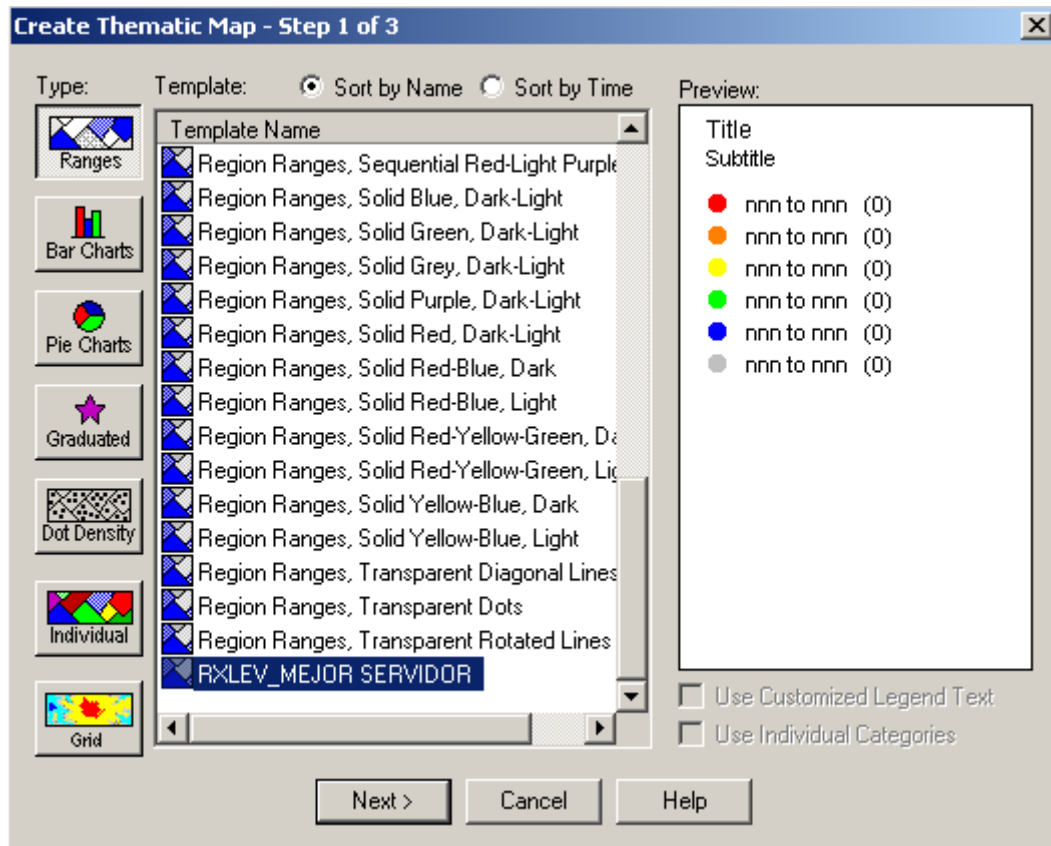 Create Thematic Map - Step 1 of 3
Type:
Ranges
Bar Charts
Pie Charts
Graduated
Dot Density
Individual
Grid
Template:
Sort by Name
Sort by Time
Template Name
Region Ranges, Sequential Red-Light Purple
Region Ranges, Solid Blue, Dark-Light
Region Ranges, Solid Green, Dark-Light
Region Ranges, Solid Grey, Dark-Light
Region Ranges, Solid Purple, Dark-Light
Region Ranges, Solid Red, Dark-Light
Region Ranges, Solid Red-Blue, Dark
Region Ranges, Solid Red-Blue, Light
Region Ranges, Solid Red-Yellow-Green, Da
Region Ranges, Solid Red-Yellow-Green, Lig
Region Ranges, Solid Yellow-Blue, Dark
Region Ranges, Solid Yellow-Blue, Light
Region Ranges, Transparent Diagonal Lines
Region Ranges, Transparent Dots
Region Ranges, Transparent Rotated Lines
RXLEV_MEJOR SERVIDOR
Preview:
Title
Subtitle
nnn to nnn (0)
nnn to nnn (0)
nnn to nnn (0)
nnn to nnn (0)
nnn to nnn (0)
nnn to nnn (0)
Use Customized Legend Text
Use Individual Categories
Next >
Cancel
Help